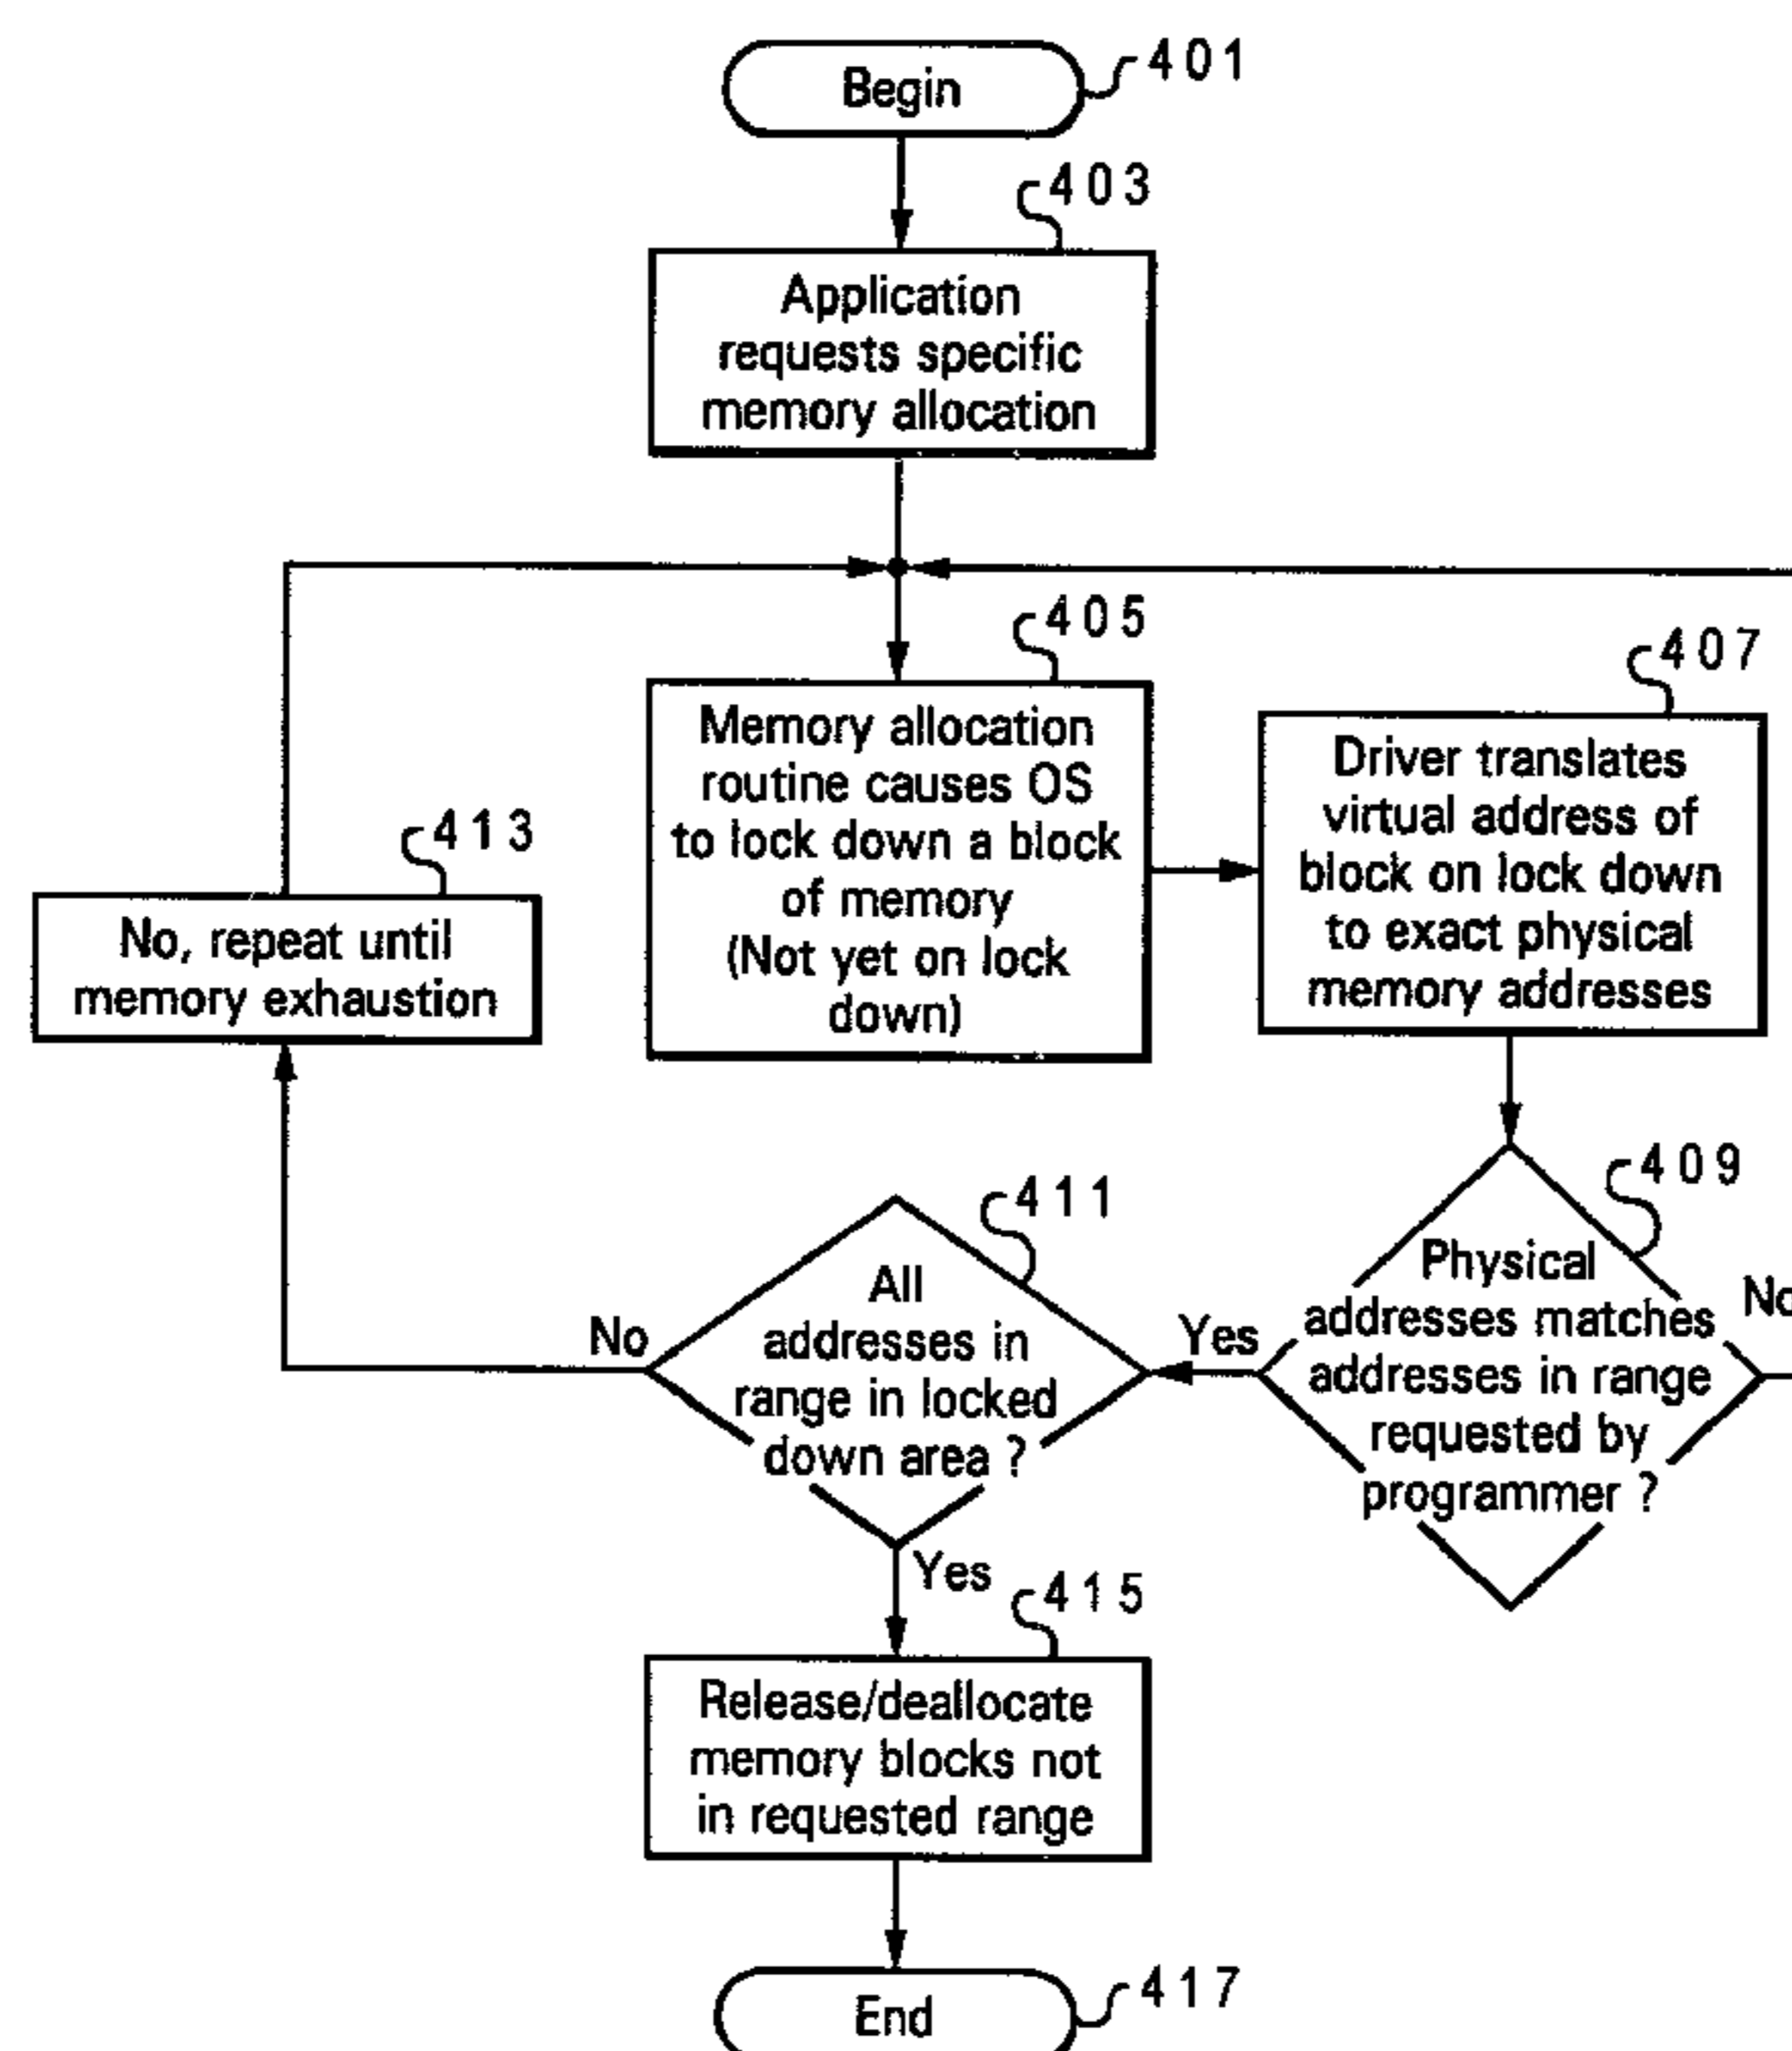 Begin
401
403
Application
requests specific
memory allocation
405
Memory allocation
routine causes OS
to lock down a block
of memory
(Not yet on lock
down)
407
Driver translates
virtual address of
block on lock down
to exact physical
memory addresses
413
No, repeat until
memory exhaustion
409
Physical
addresses matches
addresses in range
requested by
programmer ?
No
Yes
411
All
addresses in
range in locked
down area ?
No
Yes
415
Release/deallocate
memory blocks not
in requested range
End
417